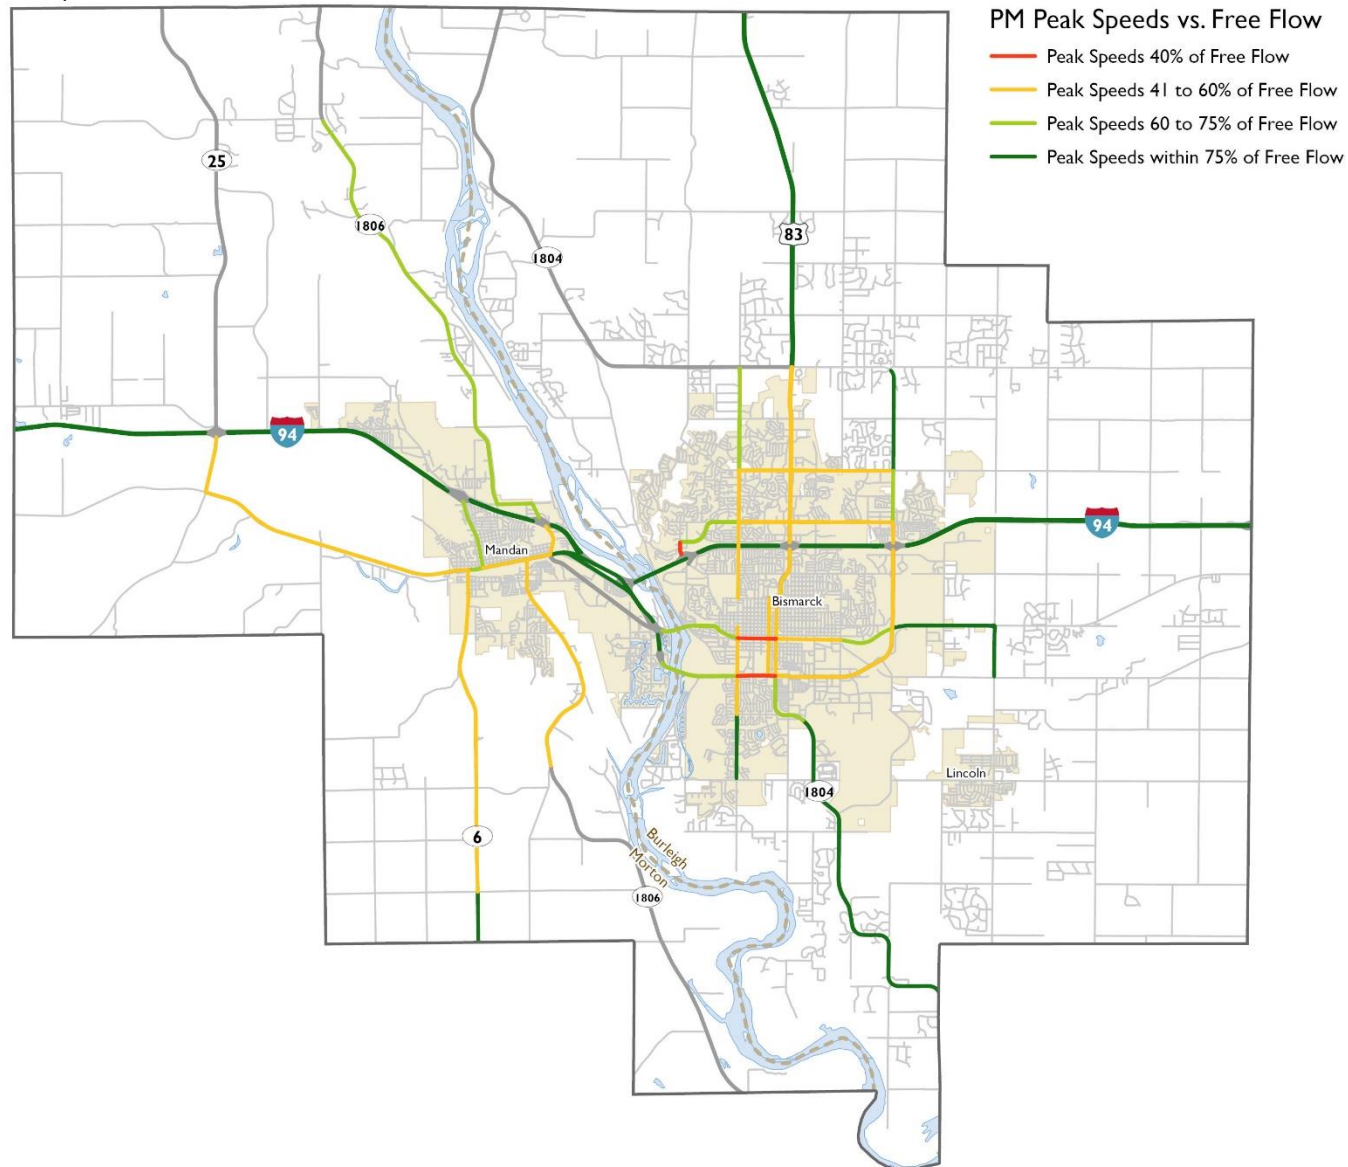 PM Peak Speeds vs. Free Flow
Peak Speeds 40% of Free Flow
Peak Speeds 41 to 60% of Free Flow
Peak Speeds 60 to 75% of Free Flow
Peak Speeds within 75% of Free Flow
25
1806
83
1804
94
94
Mandan
Bismarck
Lincoln
1804
6
Burleigh
Morton
1806